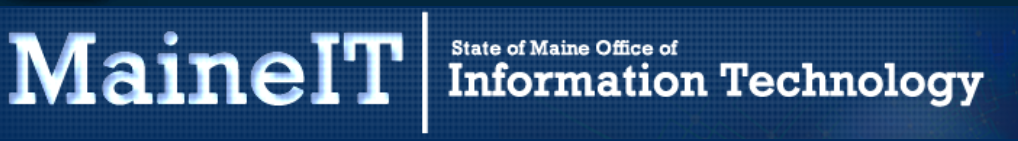 MaineIT
State of Maine Office of
Information Technology